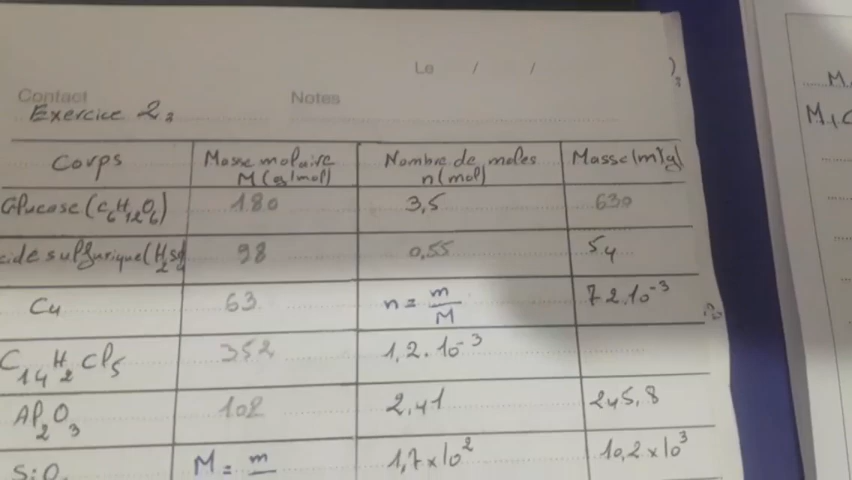 Le / /
Contact Notes
Exercice 2:
Corps Masse molaire M(g/mol) Nombre de moles n(mol) Masse(m)(g)
Glucose (C6H12O6) 180 3,5 630
cide sulfurique (H2SO4 98 0,55 54
Cu 63 n = m/M 72.10-3
C14H2Cl5 352 1,2.10-3
Al2O3 102 2,41 245,8
SiO M = m 1,7×10² 10,2×10³
M
M,C